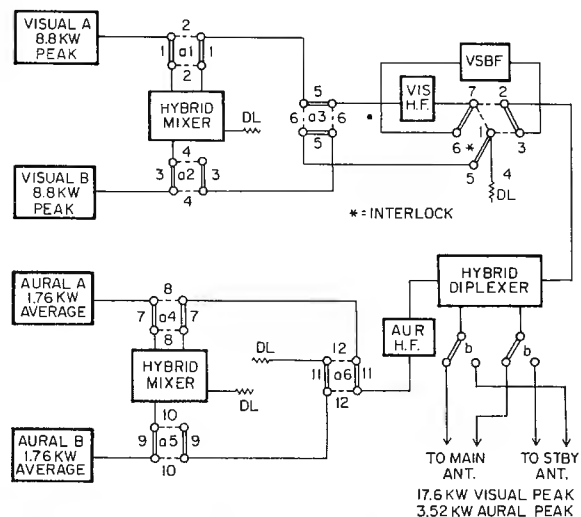 VISUAL A
8.8 KW
PEAK
2
1 a1 1
2
HYBRID
MIXER
DL
4
3 a2 3
4
VISUAL B
8.8 KW
PEAK
5
6 a3 6
5
VIS
H.F.
VSBF
7 2
1
6* 3
5 4
DL
*=INTERLOCK
AURAL A
1.76 KW
AVERAGE
8
7 a4 7
8
HYBRID
MIXER
DL
10
9 a5 9
10
AURAL B
1.76 KW
AVERAGE
DL
12
11 a6 11
12
AUR
H.F.
HYBRID
DIPLEXER
b b
TO MAIN
ANT.
TO STBY
ANT.
17.6 KW VISUAL PEAK
3.52 KW AURAL PEAK